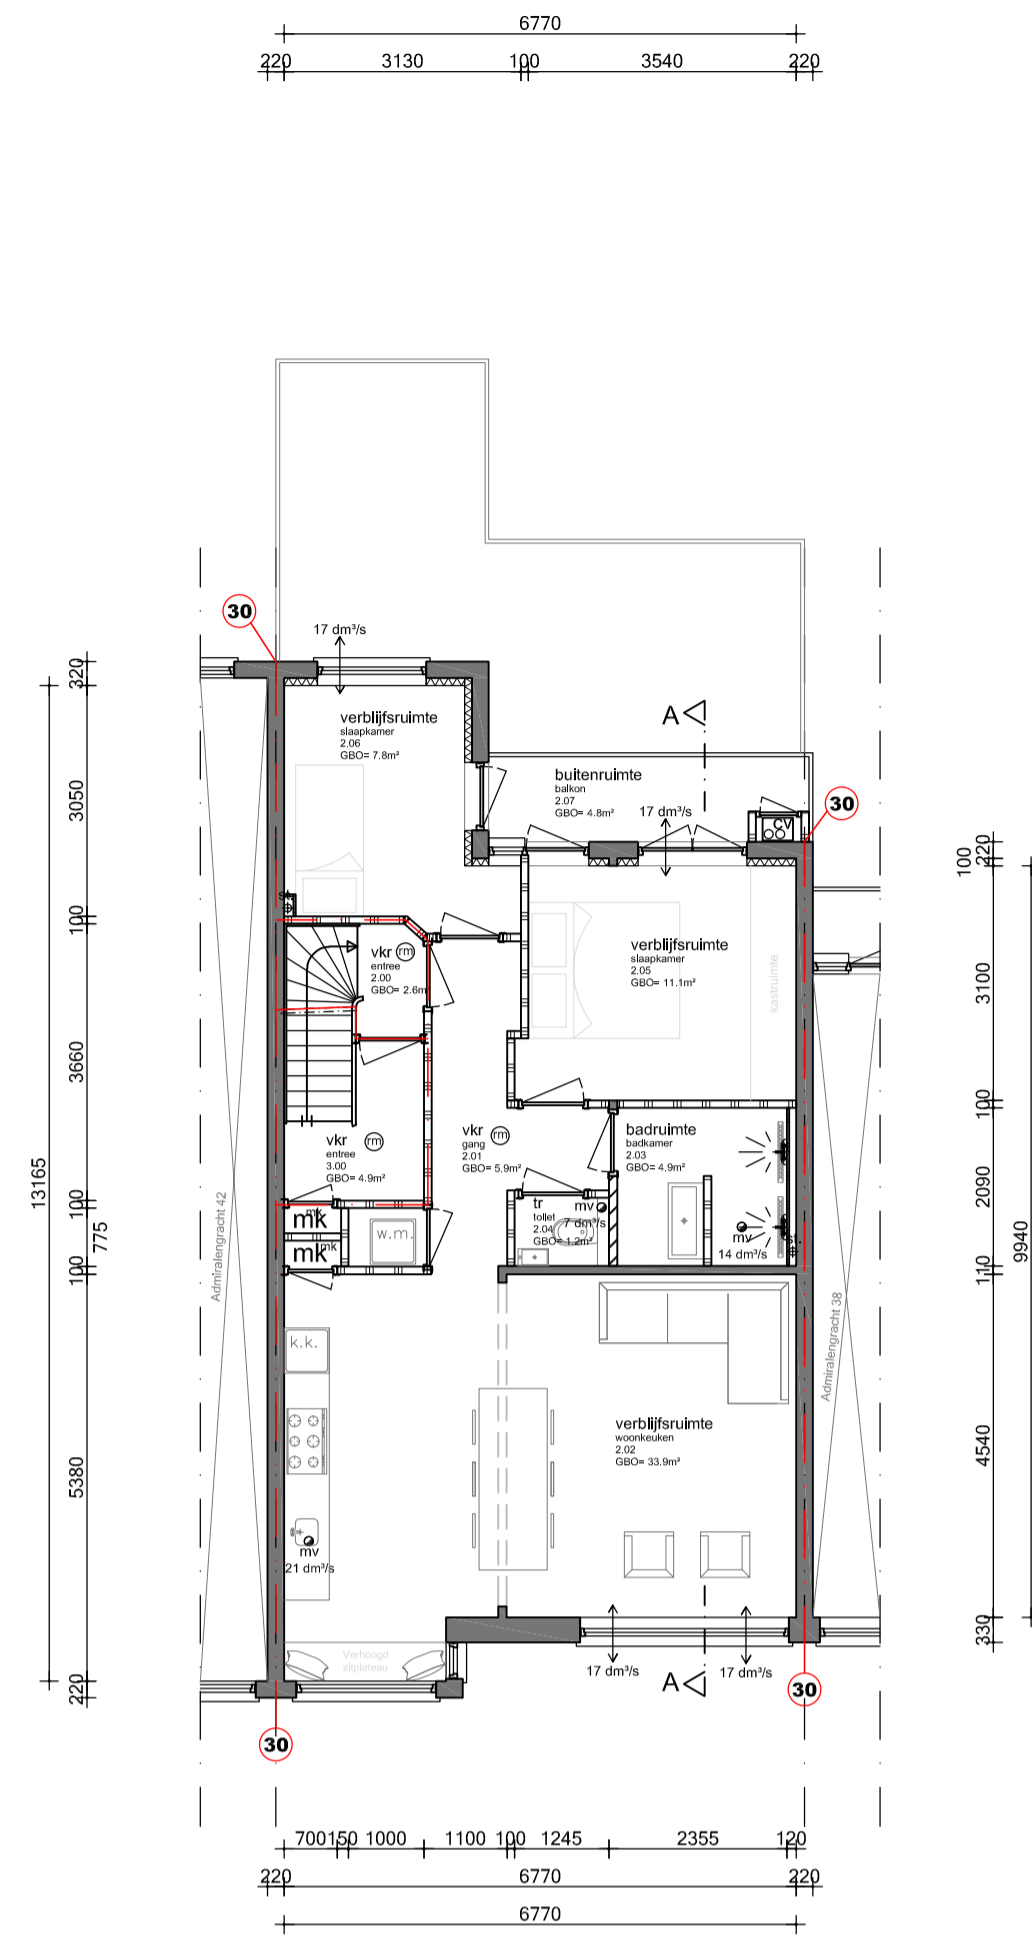 6770
220 3130 100 3540 220
30
17 dm³/s
verblijfsruimte
slaapkamer
2.06
GBO= 7.8m²
A
buitenruimte
balkon
2.07
GBO= 4.8m²
17 dm³/s
cv
30
320
3050
100
3660
100
775
100
5380
220
13165
220
100
3100
100
2090
110
4540
330
9940
vkr rm
entree
2.00
GBO= 2.6m
verblijfsruimte
slaapkamer
2.05
GBO= 11.1m²
kastruimte
vkr rm
entree
3.00
GBO= 4.9m²
vkr rm
gang
2.01
GBO= 5.9m²
badruimte
badkamer
2.03
GBO= 4.9m²
mk
mk
mk
mk
w.m.
tr
toilet
2.04
GBO= 1.2m²
mv
7 dm³/s
mv
14 dm³/s
st.
Admiralengracht 42
Admiralengracht 38
k.k.
verblijfsruimte
woonkeuken
2.02
GBO= 33.9m²
mv
21 dm³/s
Verhoogd
zitplateau
17 dm³/s
17 dm³/s
A
30
30
700 150 1000 1100 100 1245 2355 120
220 6770 220
6770